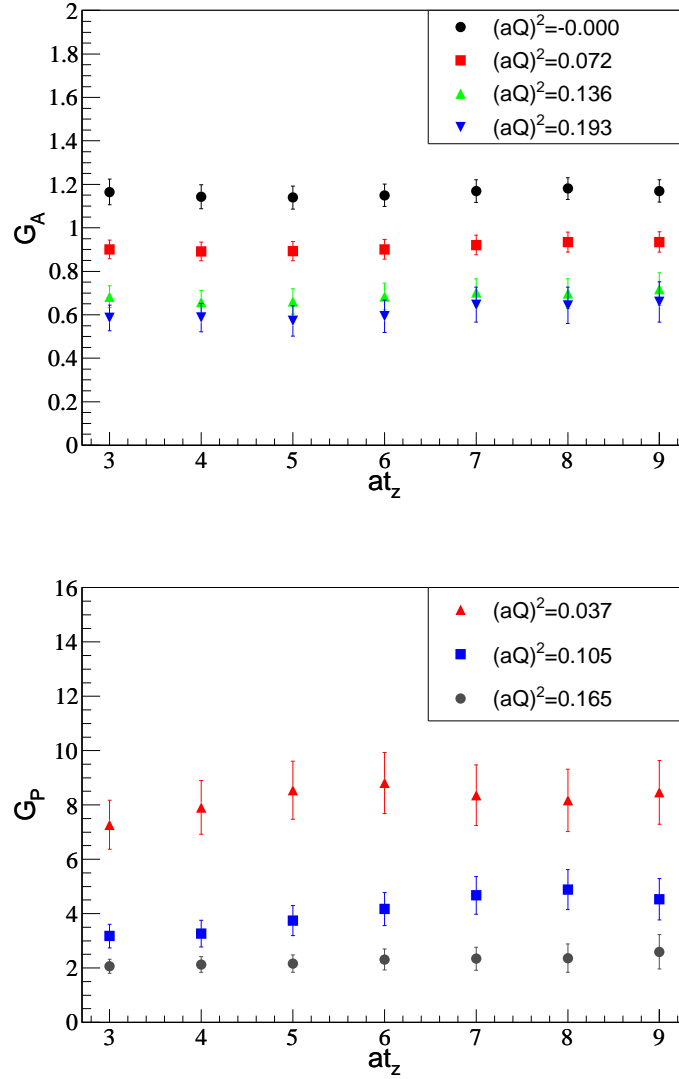 2
1.8
1.6
1.4
1.2
1
0.8
0.6
0.4
0.2
0
G_A
(aQ)²=-0.000
(aQ)²=0.072
(aQ)²=0.136
(aQ)²=0.193
3 4 5 6 7 8 9
at_z
16
14
12
10
8
6
4
2
0
G_P
(aQ)²=0.037
(aQ)²=0.105
(aQ)²=0.165
3 4 5 6 7 8 9
at_z